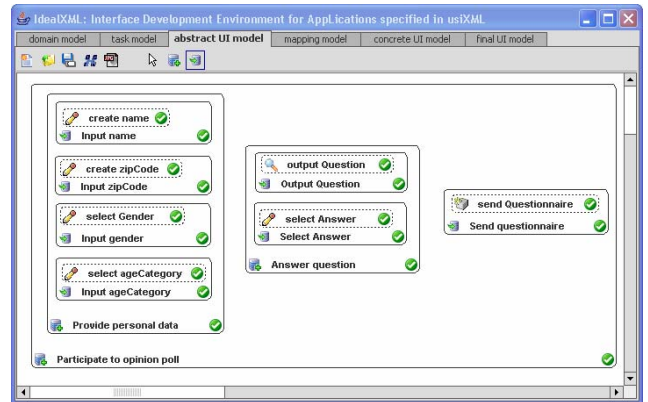 IdealXML: Interface Development Environment for AppLications specified in usiXML
domain model task model abstract UI model mapping model concrete UI model final UI model
create name
Input name
create zipCode
Input zipCode
select Gender
Input gender
select ageCategory
Input ageCategory
Provide personal data
output Question
Output Question
select Answer
Select Answer
Answer question
send Questionnaire
Send questionnaire
Participate to opinion poll